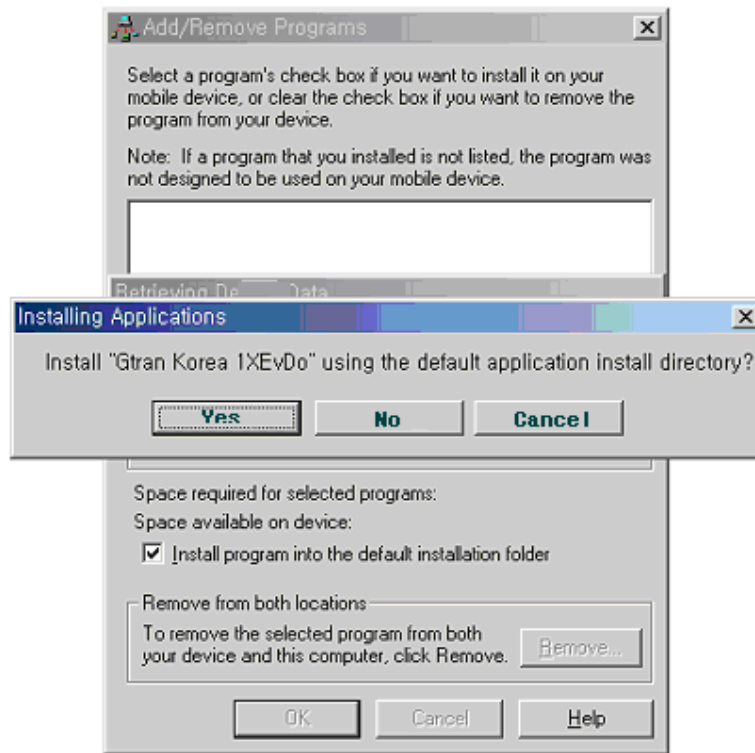 Add/Remove Programs
Select a program's check box if you want to install it on your
mobile device, or clear the check box if you want to remove the
program from your device.
Note: If a program that you installed is not listed, the program was
not designed to be used on your mobile device.
Retrieving De Data
Installing Applications
Install "Gtran Korea 1XEvDo" using the default application install directory?
Yes
No
Cancel
Space required for selected programs:
Space available on device:
Install program into the default installation folder
Remove from both locations
To remove the selected program from both
your device and this computer, click Remove.
Remove...
OK
Cancel
Help